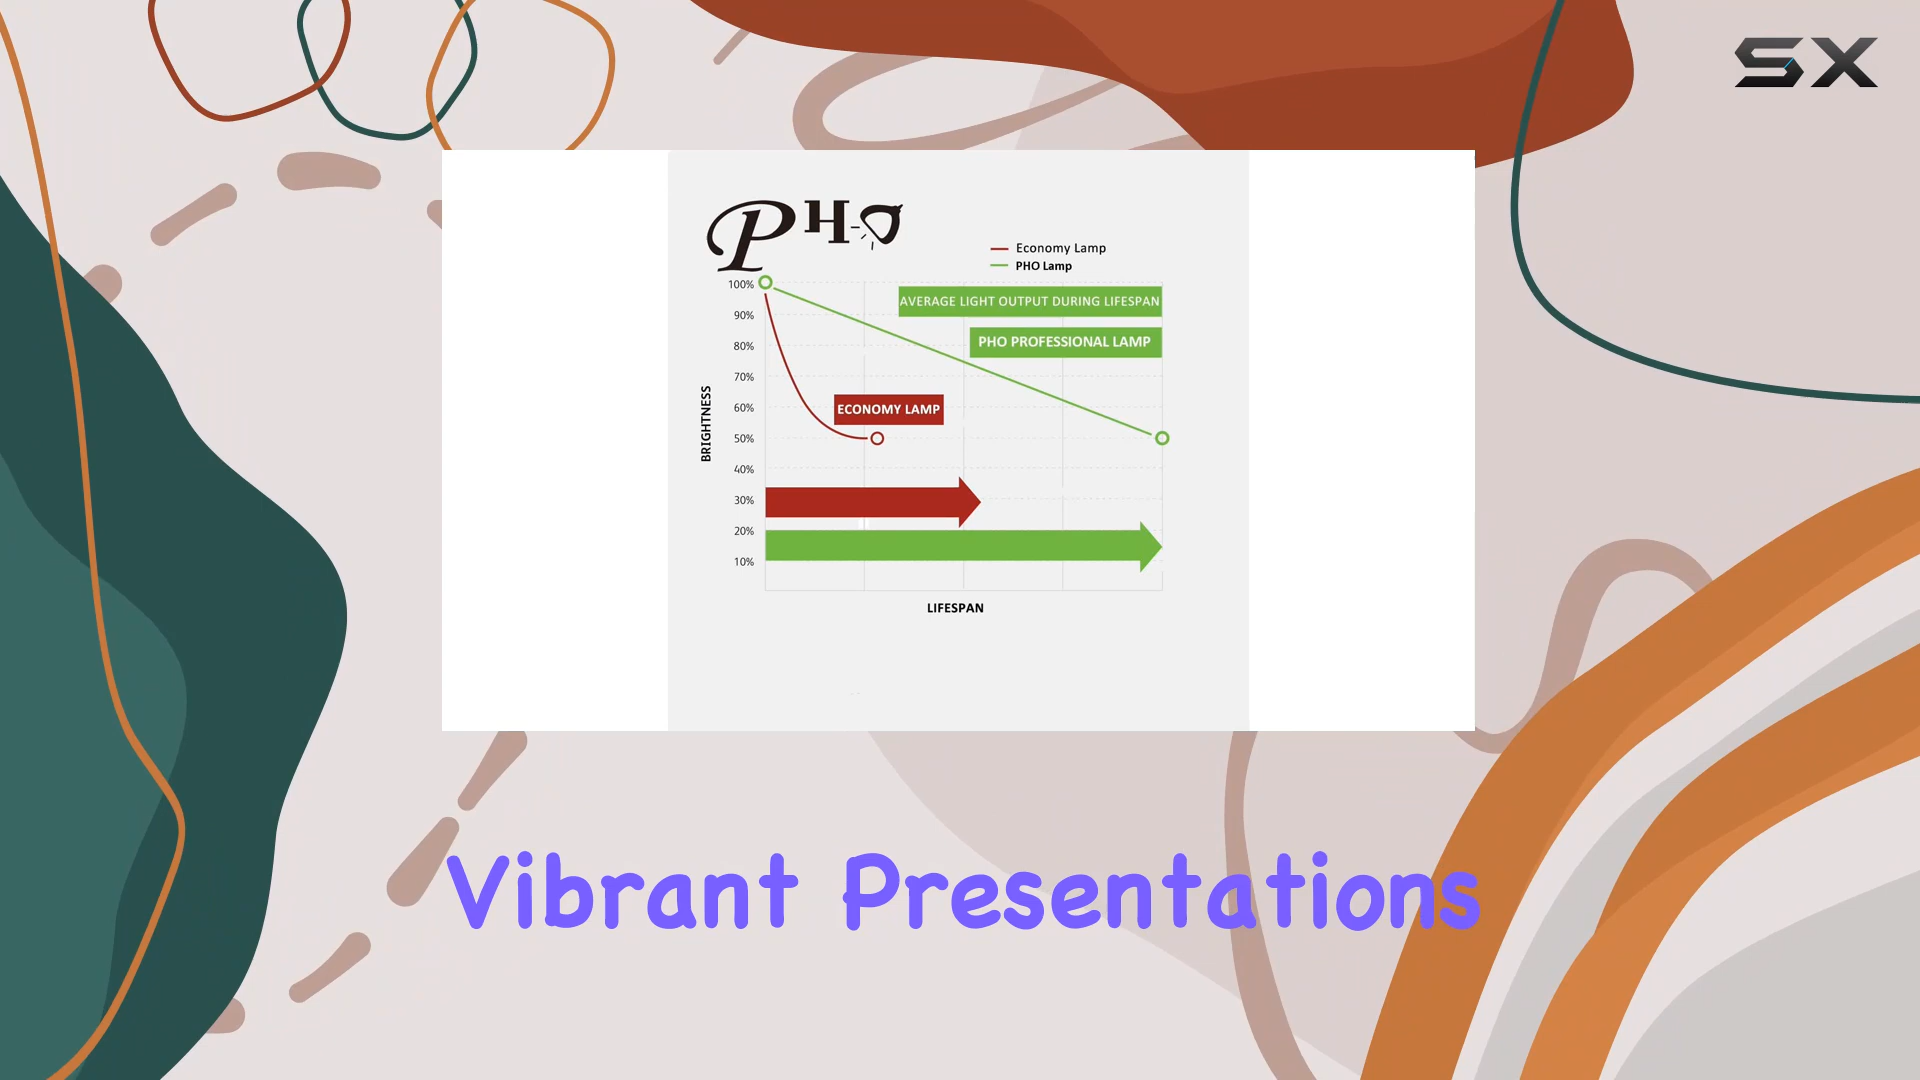 SX
PHO
Economy Lamp
PHO Lamp
100%
AVERAGE LIGHT OUTPUT DURING LIFESPAN
90%
PHO PROFESSIONAL LAMP
80%
70%
60%
ECONOMY LAMP
50%
40%
30%
20%
10%
BRIGHTNESS
LIFESPAN
Vibrant Presentations